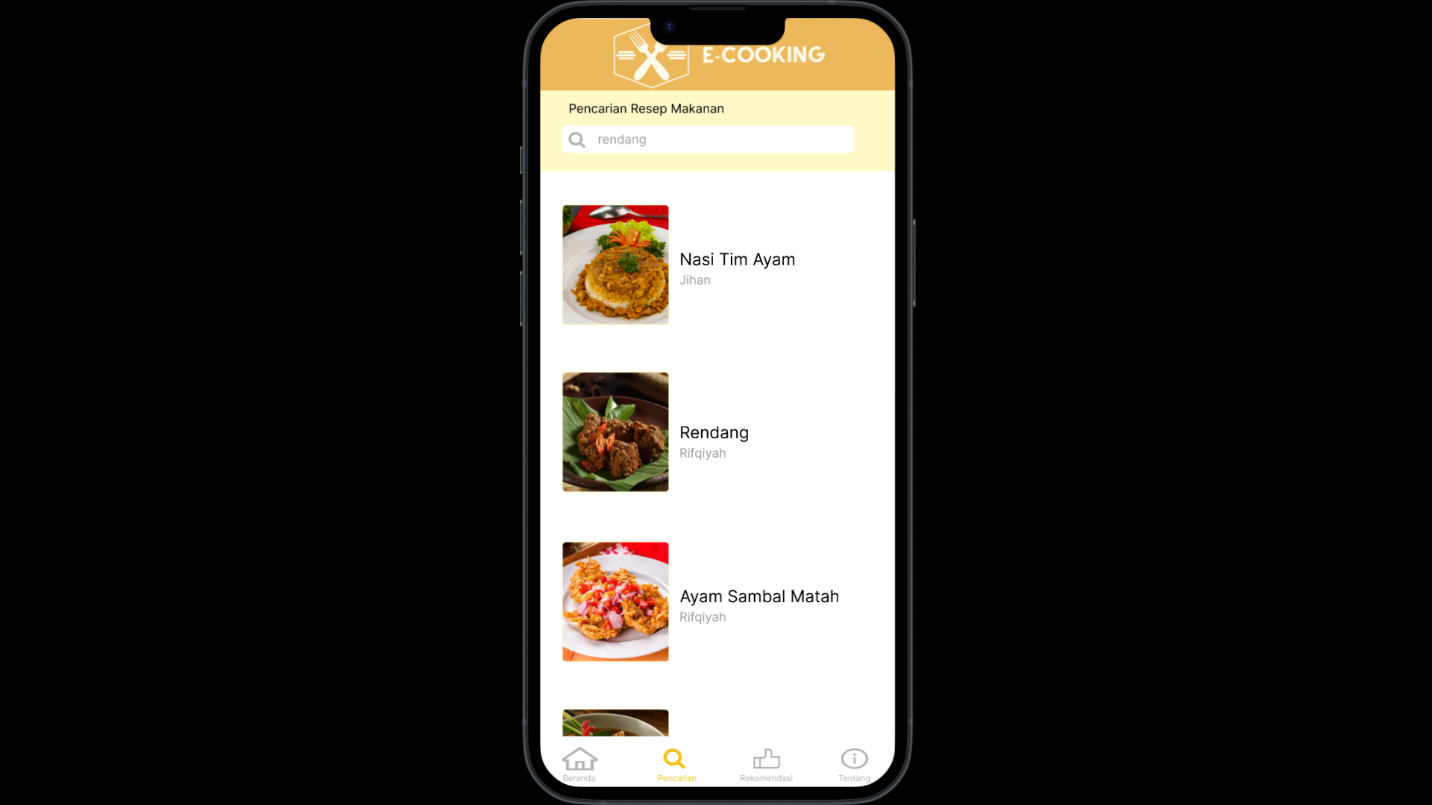 E-COOKING
Pencarian Resep Makanan
rendang
Nasi Tim Ayam
Jihan
Rendang
Rifqiyah
Ayam Sambal Matah
Rifqiyah
Beranda
Pencarian
Rekomendasi
Tentang